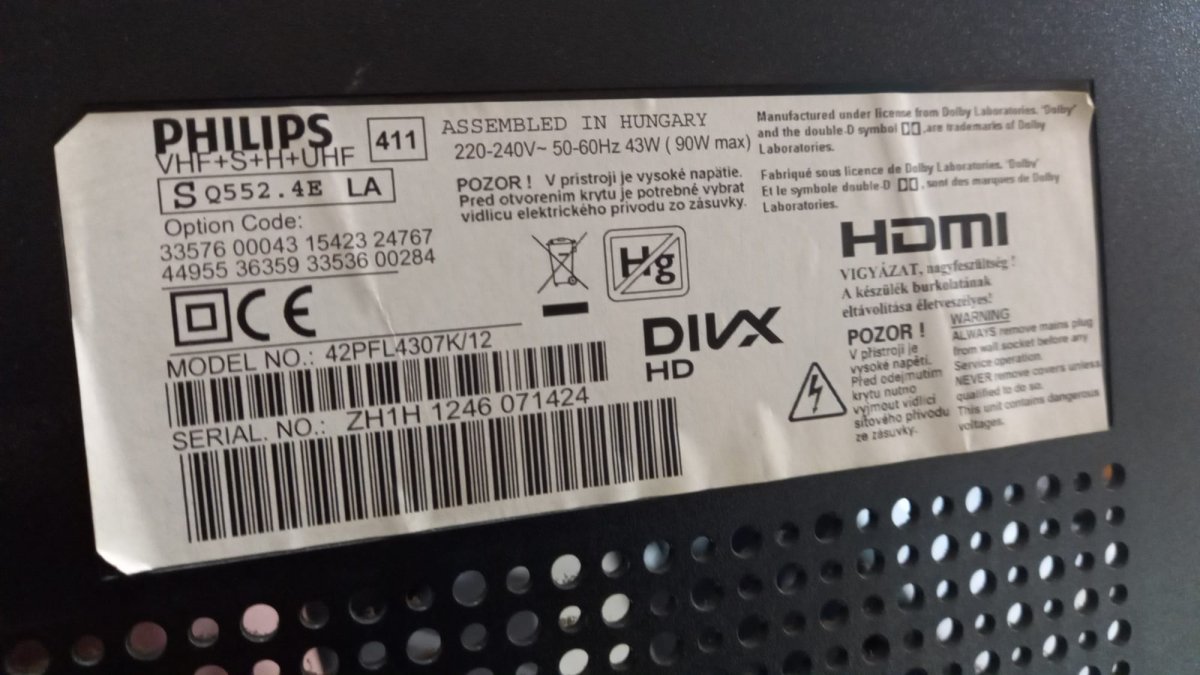 PHILIPS
VHF+S+H+UHF
411
S Q552.4E LA
Option Code:
33576 00043 15423 24767
44955 36359 33536 00284
CE
MODEL NO.: 42PFL4307K/12
SERIAL. NO.: ZH1H 1246 071424
ASSEMBLED IN HUNGARY
220-240V~ 50-60Hz 43W ( 90W max)
POZOR ! V pristroji je vysoké napätie.
Pred otvorením krytu je potrebné vybrat
vidlicu elektrického prívodu zo zásuvky.
Hg
DIVX
HD
Manufactured under license from Dolby Laboratories. "Dolby"
and the double-D symbol ,are trademarks of Dolby
Laboratories.
Fabriqué sous licence de Dolby Laboratories. "Dolby"
Et le symbole double-D , sont des marques de Dolby
Laboratories.
HDMI
VIGYÁZAT, nagyfeszültség !
A készülék burkolatának
eltávolítása életveszélyes!
POZOR !
V přístroji je
vysoké napětí.
Před odejmutím
krytu nutno
vyjmout vidlici
síťového přívodu
ze zásuvky.
WARNING
ALWAYS remove mains plug
from wall socket before any
Service operation.
NEVER remove covers unless
qualified to do so.
This unit contains dangerous
voltages.